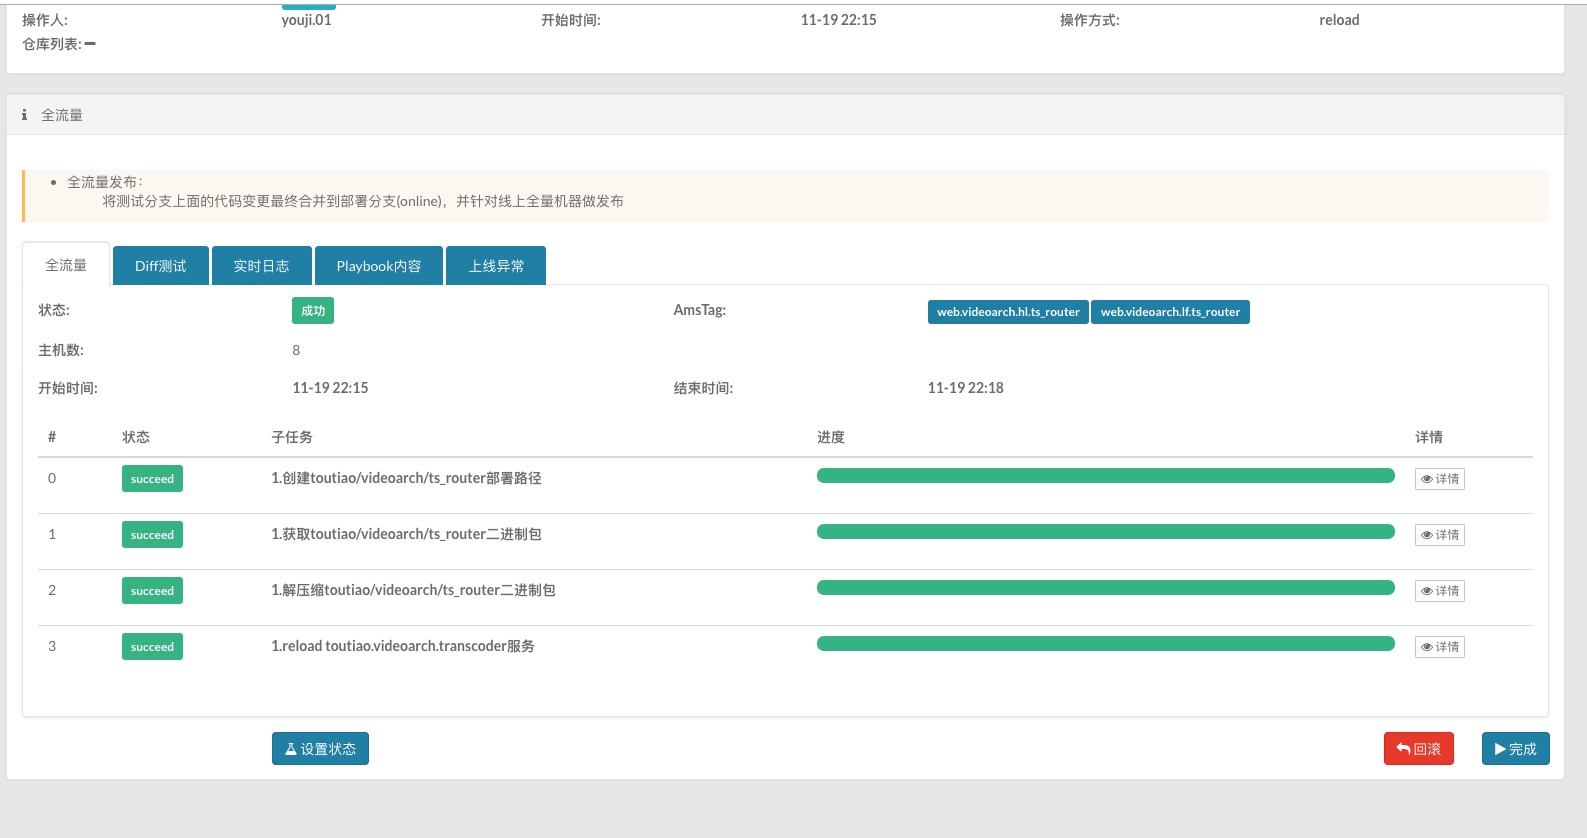 操作人: youji.01 开始时间: 11-19 22:15 操作方式: reload
仓库列表:
全流量
全流量发布:
将测试分支上面的代码变更最终合并到部署分支(online)，并针对线上全量机器做发布
全流量 Diff测试 实时日志 Playbook内容 上线异常
状态: 成功 AmsTag: web.videoarch.hl.ts_router web.videoarch.lf.ts_router
主机数: 8
开始时间: 11-19 22:15 结束时间: 11-19 22:18
# 状态 子任务 进度 详情
0 succeed 1.创建toutiao/videoarch/ts_router部署路径 详情
1 succeed 1.获取toutiao/videoarch/ts_router二进制包 详情
2 succeed 1.解压缩toutiao/videoarch/ts_router二进制包 详情
3 succeed 1.reload toutiao.videoarch.transcoder服务 详情
设置状态 回滚 完成